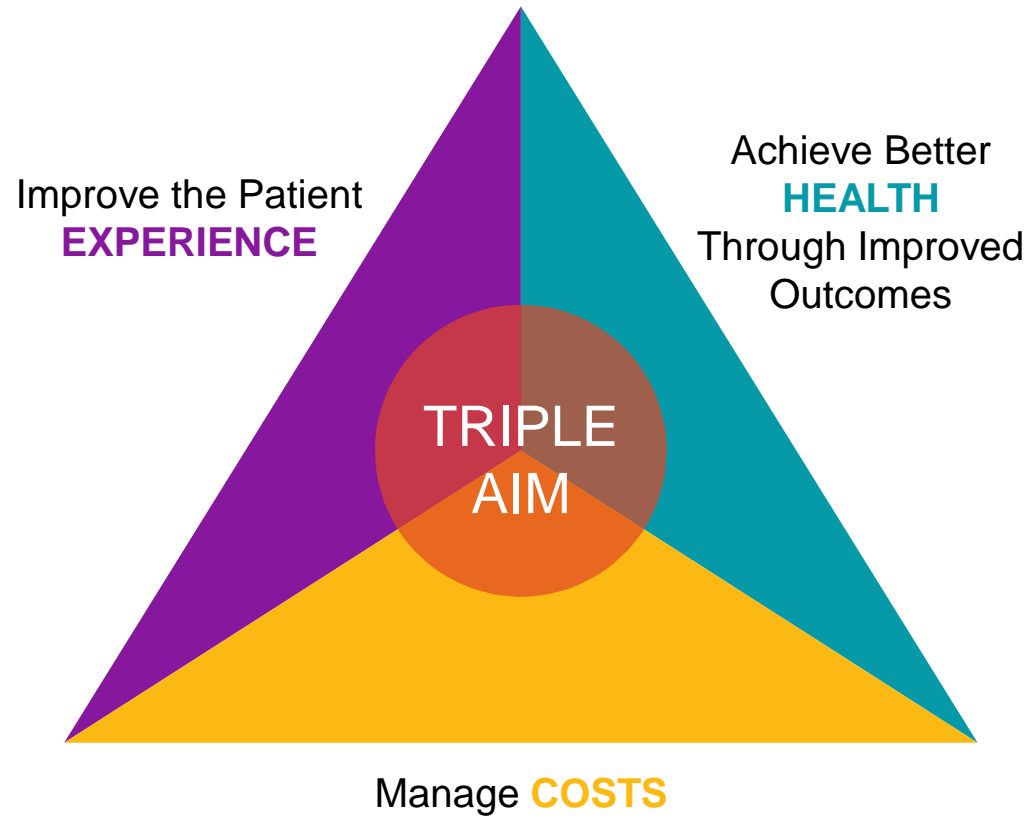 Improve the Patient
EXPERIENCE
Achieve Better
HEALTH
Through Improved
Outcomes
TRIPLE
AIM
Manage COSTS